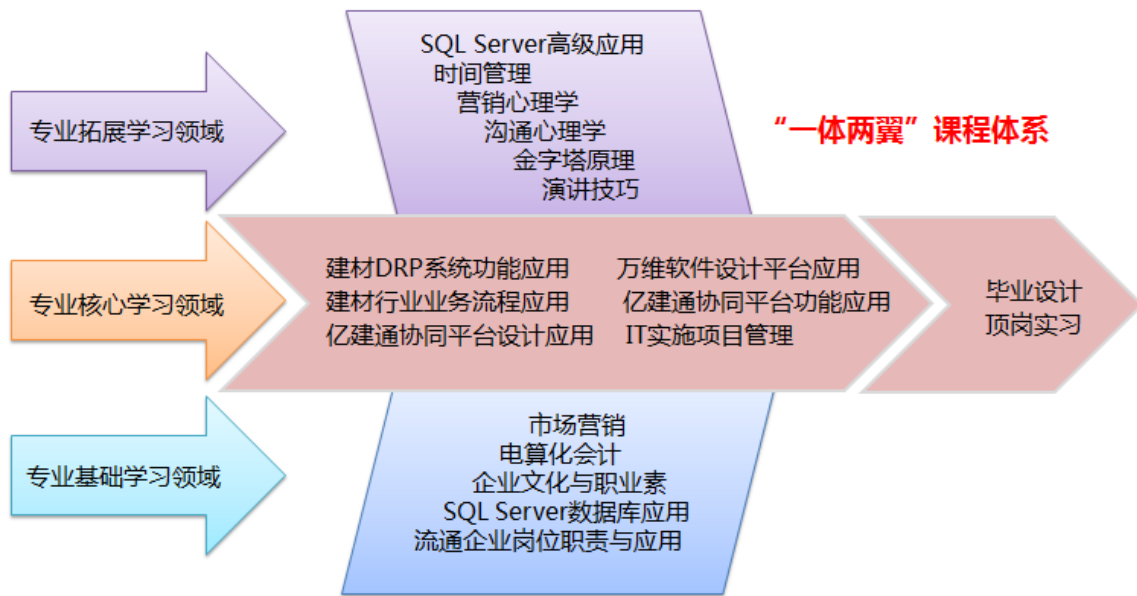 SQL Server高级应用
时间管理
营销心理学
沟通心理学
金字塔原理
演讲技巧
专业拓展学习领域
“一体两翼”课程体系
专业核心学习领域
建材DRP系统功能应用 万维软件设计平台应用
建材行业业务流程应用 亿建通协同平台功能应用
亿建通协同平台设计应用 IT实施项目管理
毕业设计
顶岗实习
专业基础学习领域
市场营销
电算化会计
企业文化与职业素
SQL Server数据库应用
流通企业岗位职责与应用